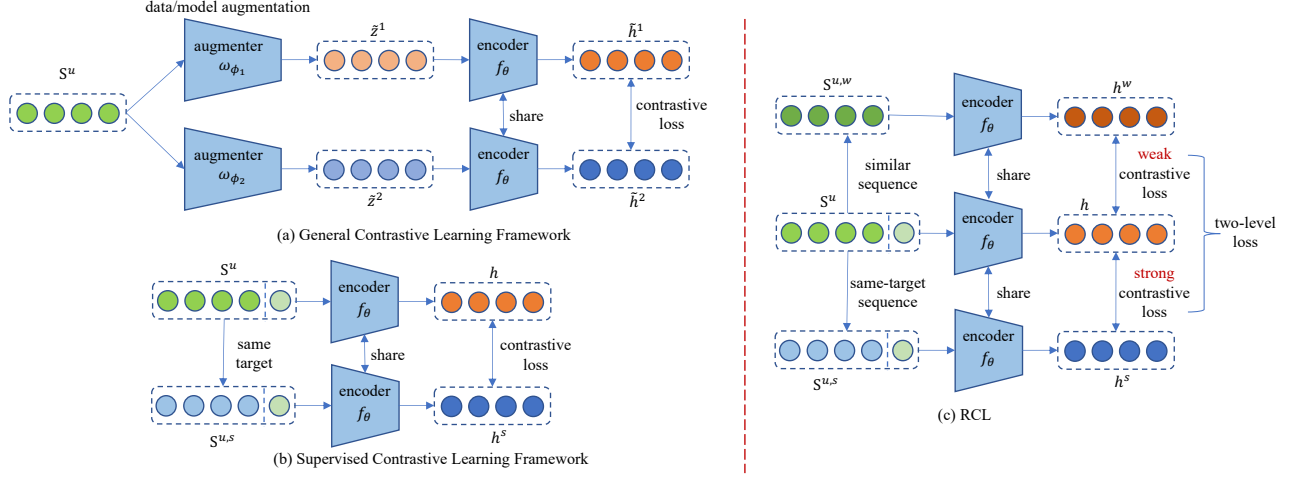 data/model augmentation
S^u
augmenter
ω_ϕ₁
z̃¹
encoder
f_θ
h̃¹
share
contrastive
loss
augmenter
ω_ϕ₂
z̃²
encoder
f_θ
h̃²
(a) General Contrastive Learning Framework
S^u
encoder
f_θ
h
same
target
share
contrastive
loss
encoder
f_θ
S^{u,s}
h^s
(b) Supervised Contrastive Learning Framework
S^{u,w}
encoder
f_θ
h^w
similar
sequence
share
weak
contrastive
loss
S^u
encoder
f_θ
h
two-level
loss
same-target
sequence
share
strong
contrastive
loss
encoder
f_θ
S^{u,s}
h^s
(c) RCL